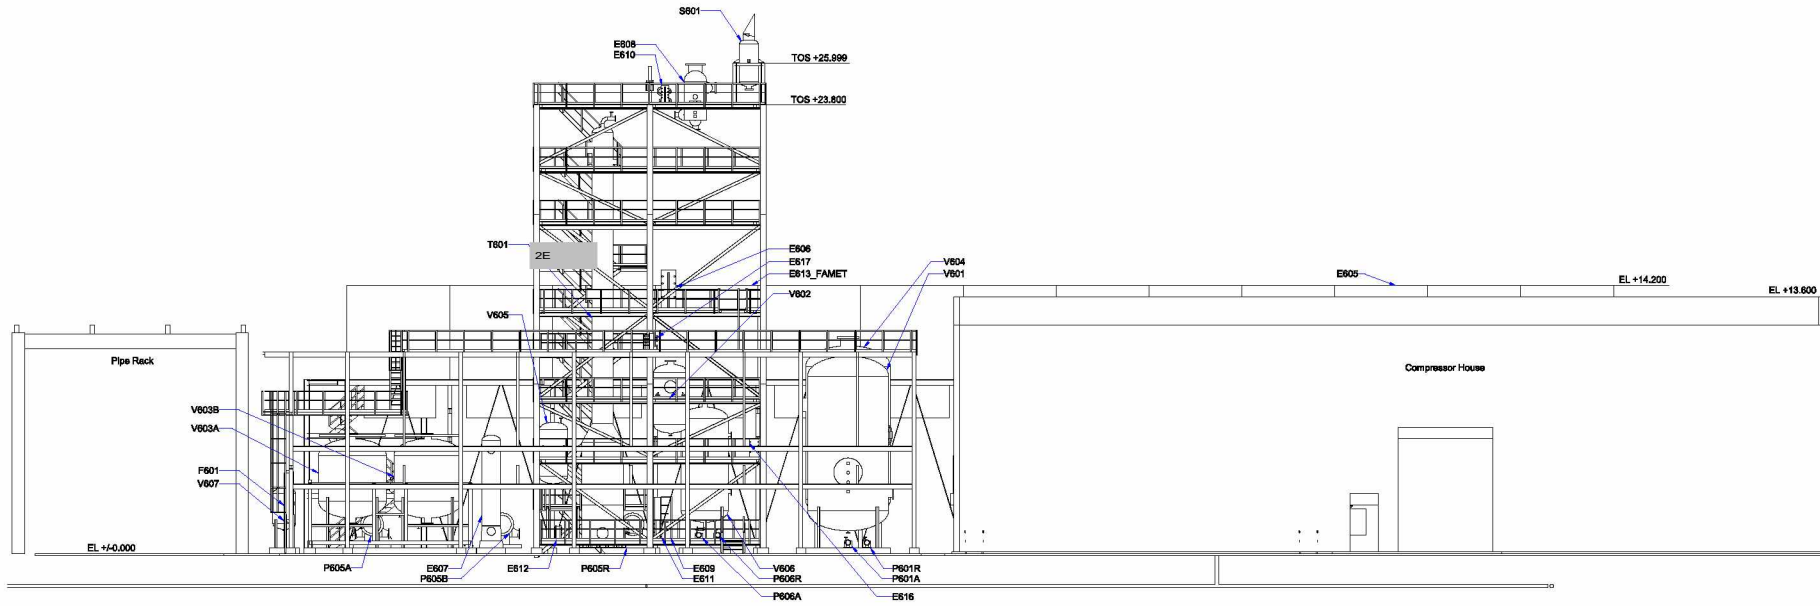 S601
E608
E610
TOS +25.999
TOS +23.800
T601
2E
E606
E617
E613_FAMET
V602
V604
V601
E605
EL +14.200
EL +13.600
V605
Pipe Rack
Compressor House
V603B
V603A
F601
V607
EL +/-0.000
P605A
E607
P605B
E612
P605R
E609
E611
V606
P606R
P606A
P601R
P601A
E616